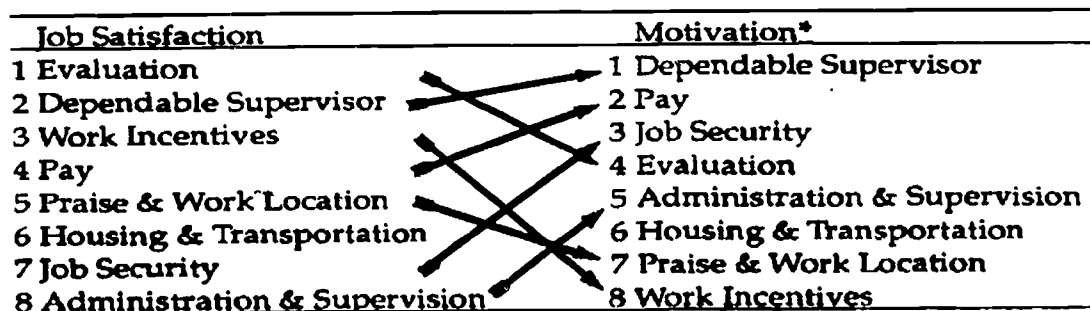 Job Satisfaction Motivation*
1 Evaluation 1 Dependable Supervisor
2 Dependable Supervisor 2 Pay
3 Work Incentives 3 Job Security
4 Pay 4 Evaluation
5 Praise & Work Location 5 Administration & Supervision
6 Housing & Transportation 6 Housing & Transportation
7 Job Security 7 Praise & Work Location
8 Administration & Supervision 8 Work Incentives